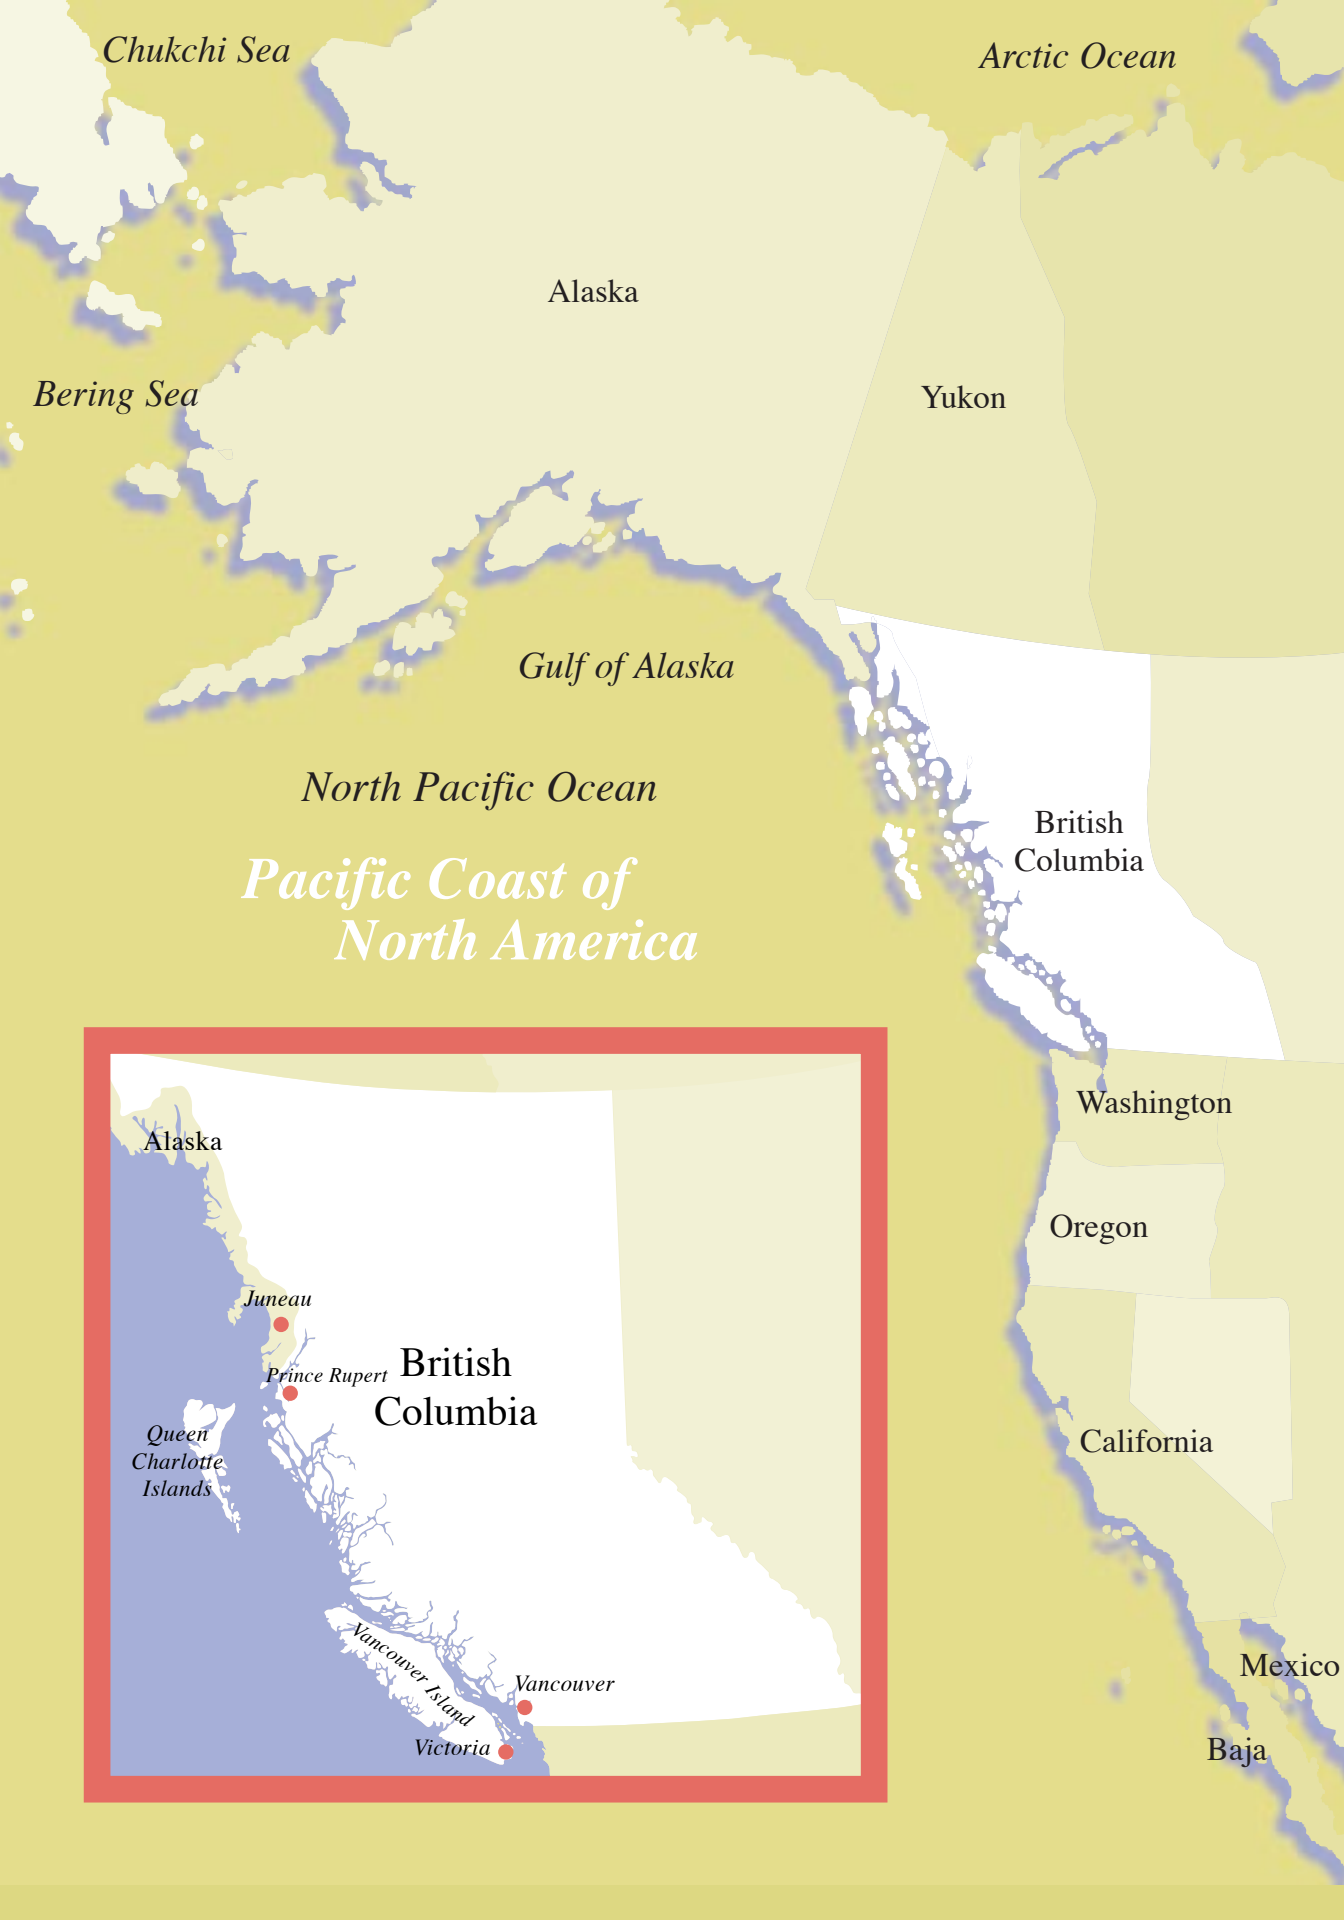 Chukchi Sea
Arctic Ocean
Alaska
Bering Sea
Yukon
Gulf of Alaska
North Pacific Ocean
British
Columbia
Pacific Coast of
North America
Washington
Oregon
California
Mexico
Baja
Alaska
Juneau
Prince Rupert
British
Columbia
Queen
Charlotte
Islands
Vancouver Island
Vancouver
Victoria